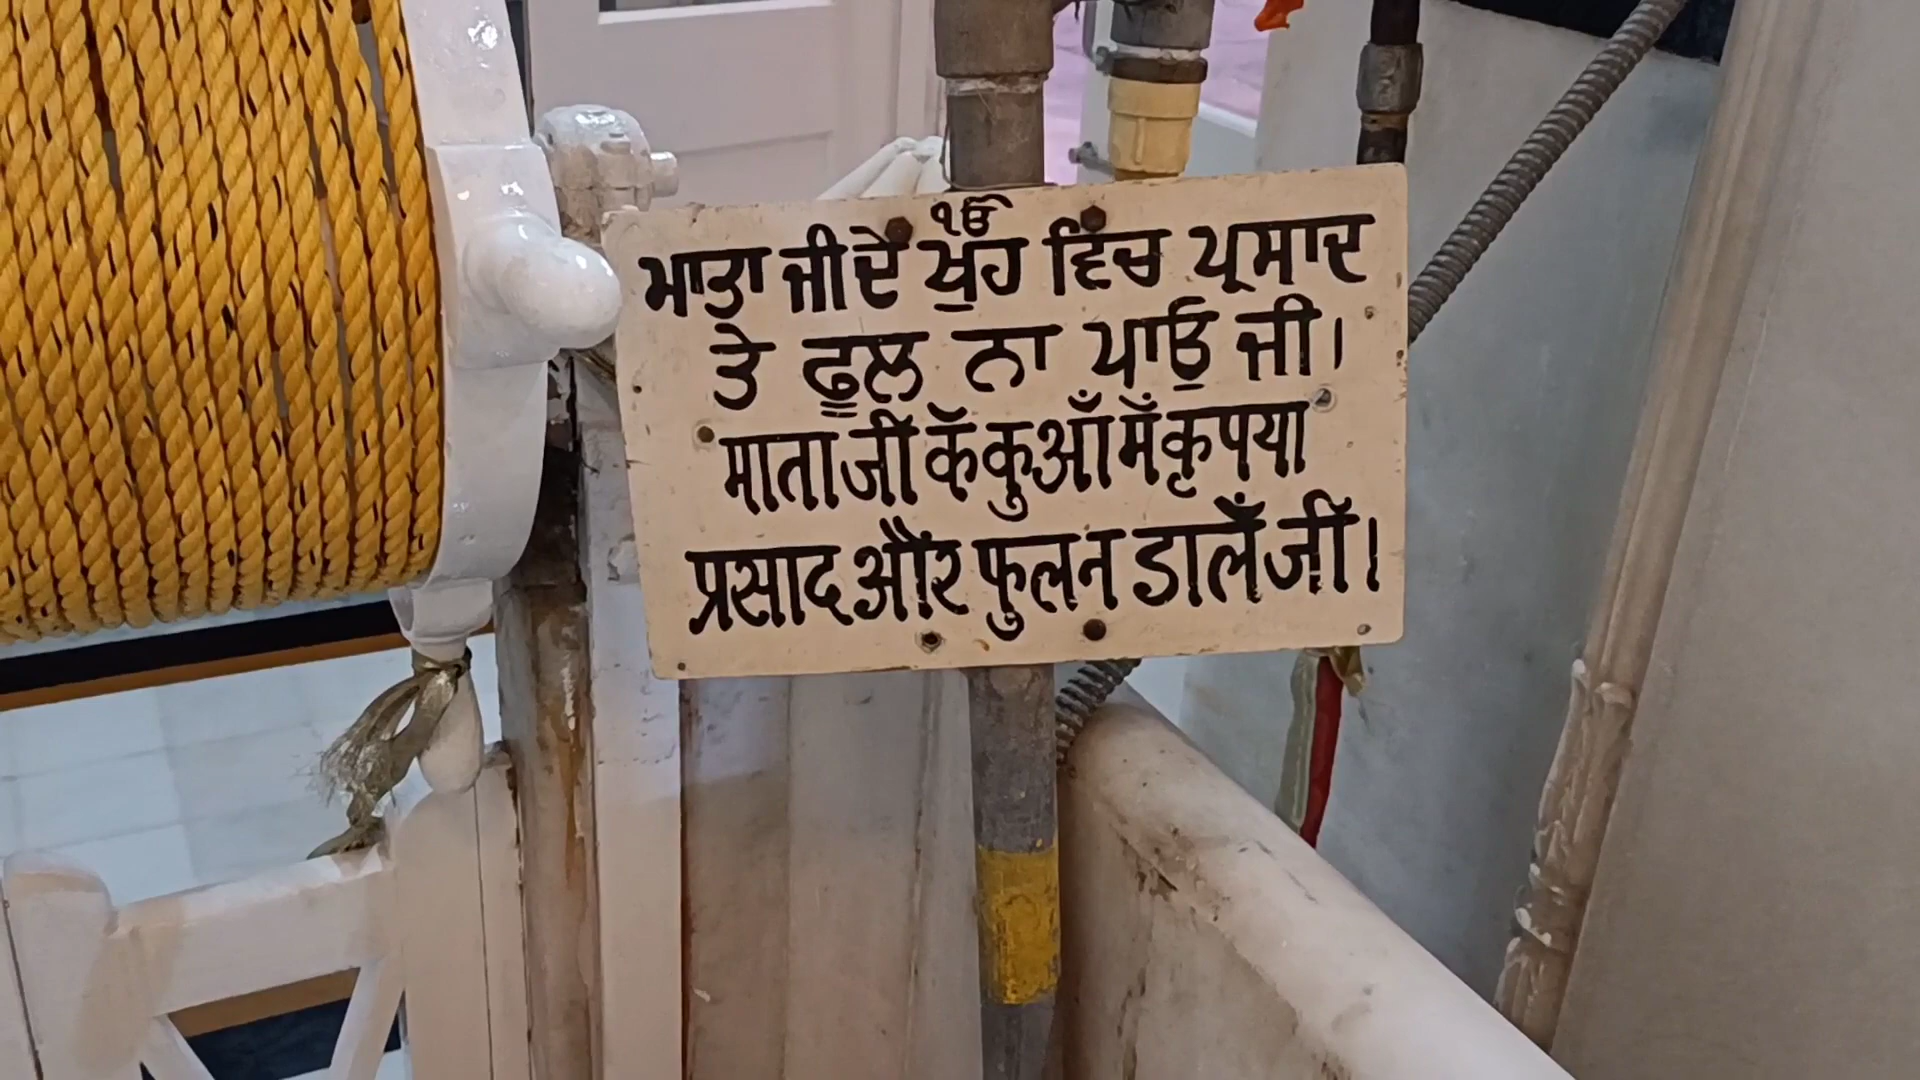 ੴ
ਮਾਤਾ ਜੀ ਦੇ ਖੂਹ ਵਿੱਚ ਪ੍ਰਸਾਦ
ਤੇ ਫੂਲ ਨਾ ਪਾਓ ਜੀ।
माता जीं कें कुआँ में कृपया
प्रसाद और फुल न डालें जीं।